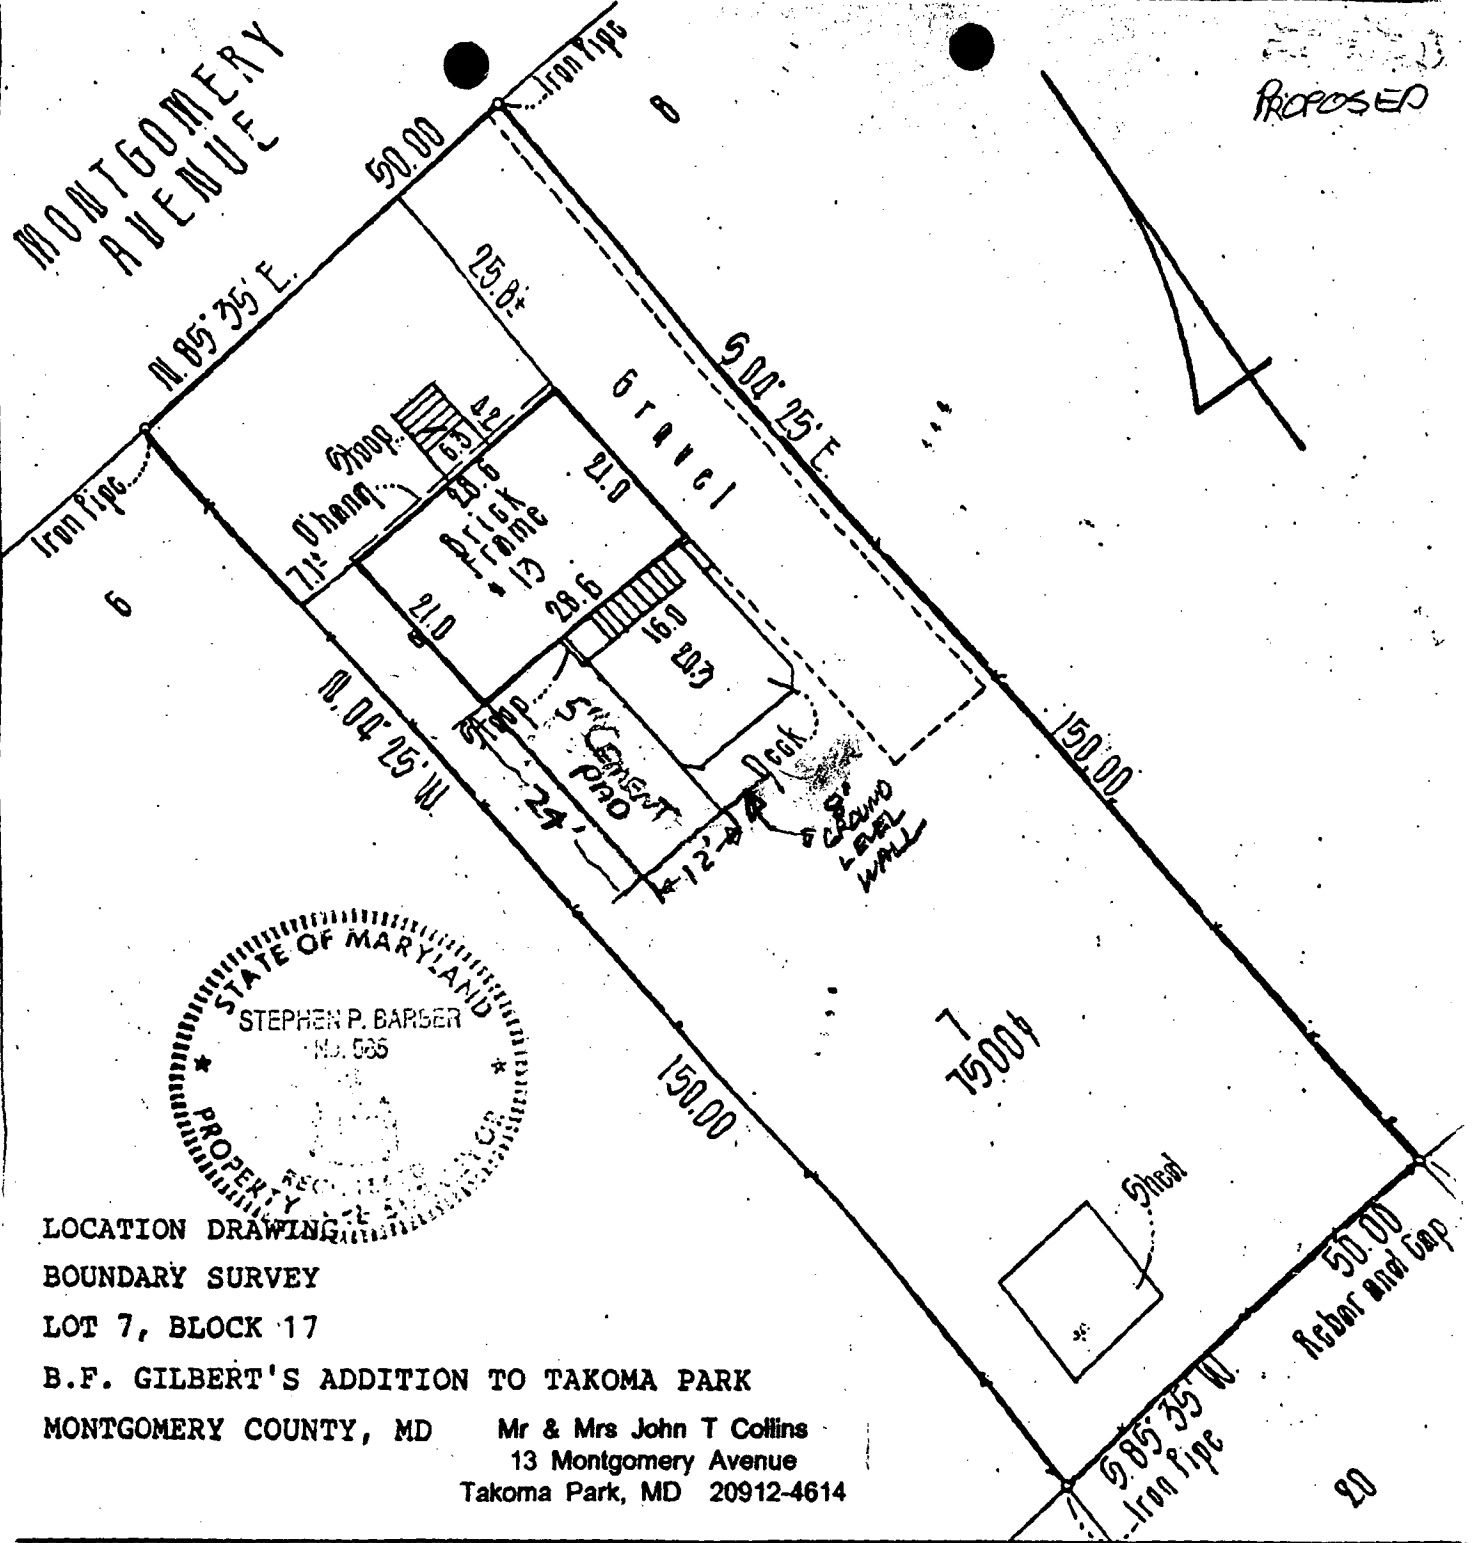 PROPOSED
MONTGOMERY
AVENUE
Iron Pipe
8
50.00
N. 85° 35' E.
25.8±
Gravel
S 04° 25' E
Stoop
4.2
6.3
O'hang
28.6
21.0
Brick
Frame
# 13
Iron Pipe
7.1±
6
21.0
28.6
16.0
20.3
N. 04° 25' W
Stoop
5" CEMENT
PAD
Deck
150.00
24'
12'
8"
GROUND
LEVEL
WALL
STATE OF MARYLAND
STEPHEN P. BARBER
No. 565
PROPERTY
7
7500
150.00
Shed
50.00
Rebar and Cap
S. 85° 35' W.
Iron Pipe
20
LOCATION DRAWING
BOUNDARY SURVEY
LOT 7, BLOCK 17
B.F. GILBERT'S ADDITION TO TAKOMA PARK
MONTGOMERY COUNTY, MD
Mr & Mrs John T Collins
13 Montgomery Avenue
Takoma Park, MD 20912-4614